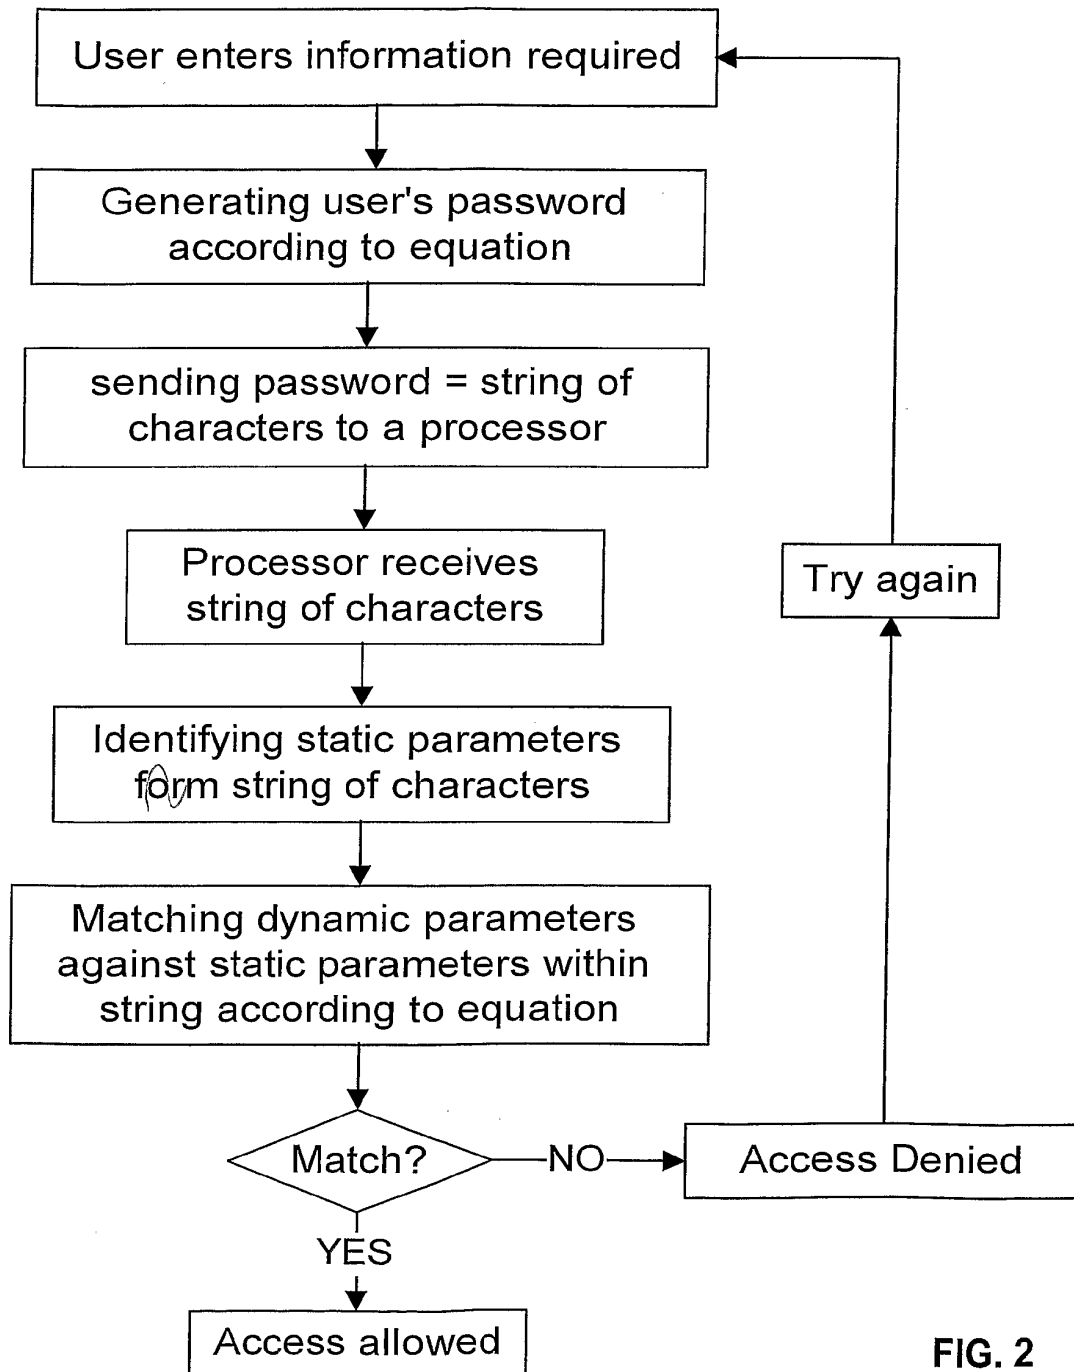 User enters information required
Generating user's password
according to equation
sending password = string of
characters to a processor
Processor receives
string of characters
Try again
Identifying static parameters
form string of characters
Matching dynamic parameters
against static parameters within
string according to equation
Match?
NO
Access Denied
YES
Access allowed
FIG. 2